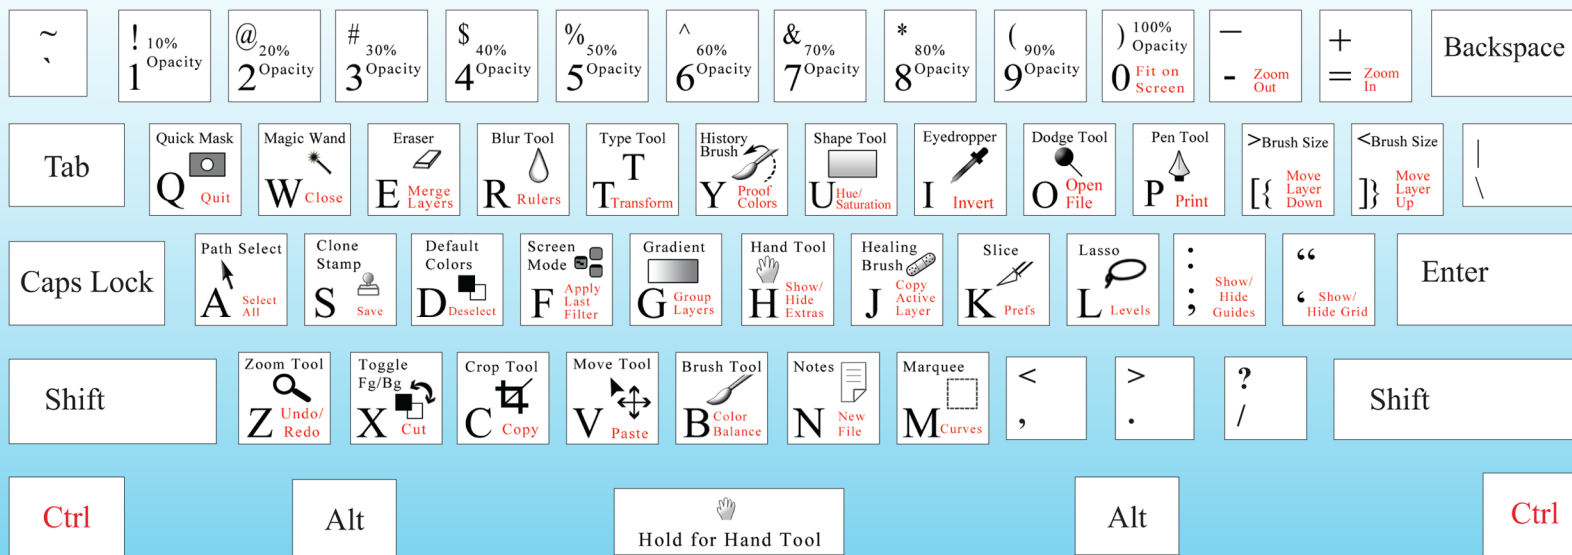 ~
`
!
10%
Opacity
1
@
20%
Opacity
2
#
30%
Opacity
3
$
40%
Opacity
4
%
50%
Opacity
5
^
60%
Opacity
6
&
70%
Opacity
7
*
80%
Opacity
8
(
90%
Opacity
9
)
100%
Opacity
0
Fit on
Screen
—
-
Zoom
Out
+
=
Zoom
In
Backspace
Tab
Quick Mask
Q
Quit
Magic Wand
W
Close
Eraser
E
Merge
Layers
Blur Tool
R
Rulers
Type Tool
T
T
Transform
History
Brush
Y
Proof
Colors
Shape Tool
U
Hue/
Saturation
Eyedropper
I
Invert
Dodge Tool
O
Open
File
Pen Tool
P
Print
>Brush Size
[{
Move
Layer
Down
<Brush Size
]}
Move
Layer
Up
|
\
Caps Lock
Path Select
A
Select
All
Clone
Stamp
S
Save
Default
Colors
D
Deselect
Screen
Mode
F
Apply
Last
Filter
Gradient
G
Group
Layers
Hand Tool
H
Show/
Hide
Extras
Healing
Brush
J
Copy
Active
Layer
Slice
K
Prefs
Lasso
L
Levels
:
;
Show/
Hide
Guides
“
‘
Show/
Hide Grid
Enter
Shift
Zoom Tool
Z
Undo/
Redo
Toggle
Fg/Bg
X
Cut
Crop Tool
C
Copy
Move Tool
V
Paste
Brush Tool
B
Color
Balance
Notes
N
New
File
Marquee
M
Curves
<
,
>
.
?
/
Shift
Ctrl
Alt
Hold for Hand Tool
Alt
Ctrl